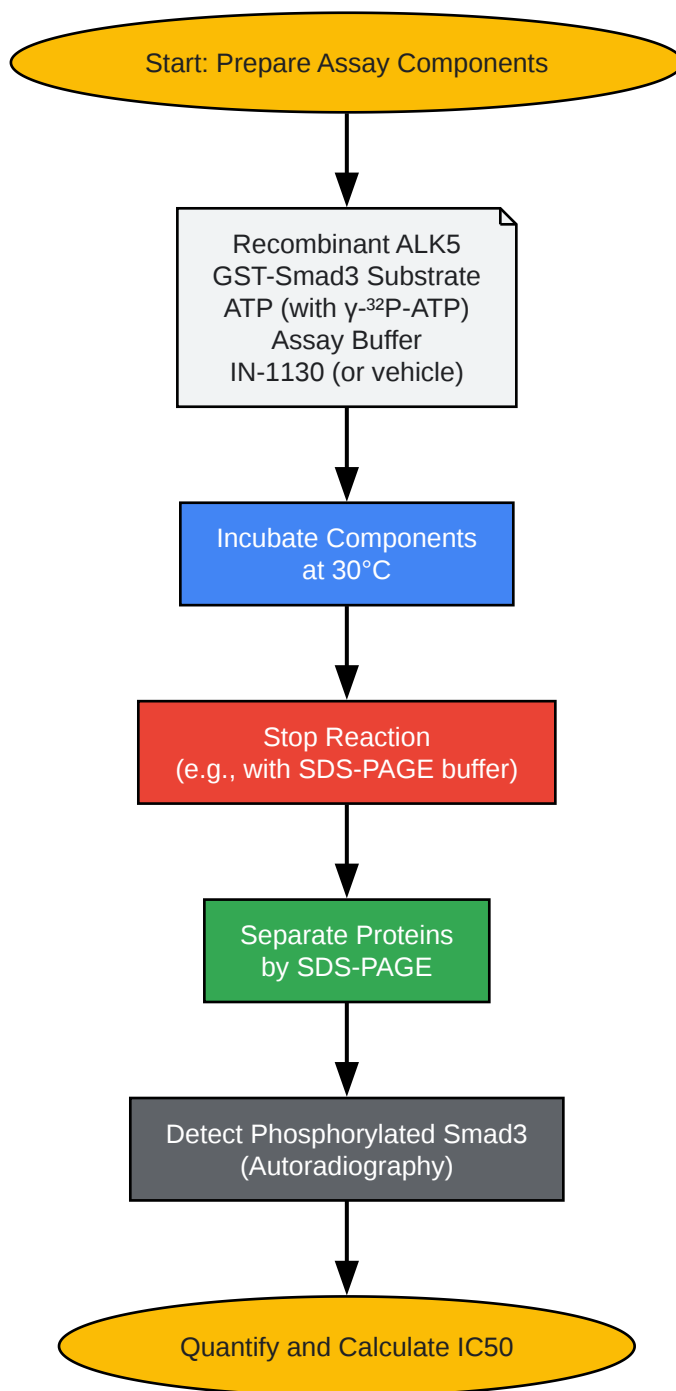 Start: Prepare Assay Components
Recombinant ALK5
GST-Smad3 Substrate
ATP (with γ-³²P-ATP)
Assay Buffer
IN-1130 (or vehicle)
Incubate Components
at 30°C
Stop Reaction
(e.g., with SDS-PAGE buffer)
Separate Proteins
by SDS-PAGE
Detect Phosphorylated Smad3
(Autoradiography)
Quantify and Calculate IC50